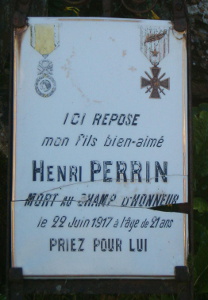 ICI REPOSE
mon fils bien-aimé
HENRI PERRIN
MORT AU CHAMP D'HONNEUR
le 22 Juin 1917 à l'âge de 21 ans
PRIEZ POUR LUI